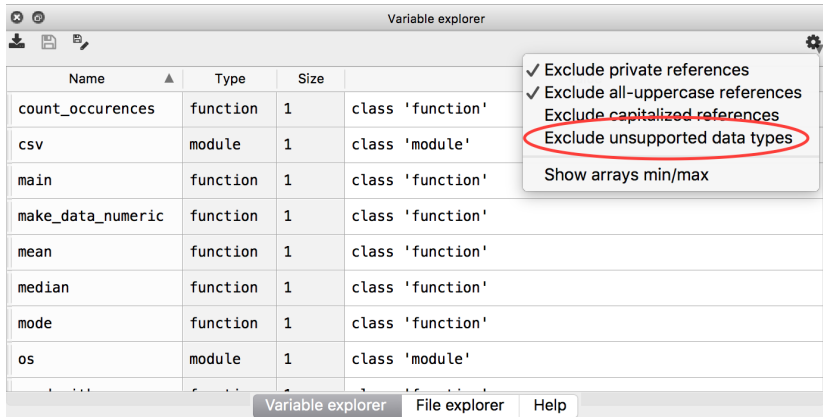 Variable explorer
Name Type Size
Exclude private references
Exclude all-uppercase references
Exclude capitalized references
Exclude unsupported data types
Show arrays min/max
count_occurences function 1 class 'function'
csv module 1 class 'module'
main function 1 class 'function'
make_data_numeric function 1 class 'function'
mean function 1 class 'function'
median function 1 class 'function'
mode function 1 class 'function'
os module 1 class 'module'
Variable explorer File explorer Help